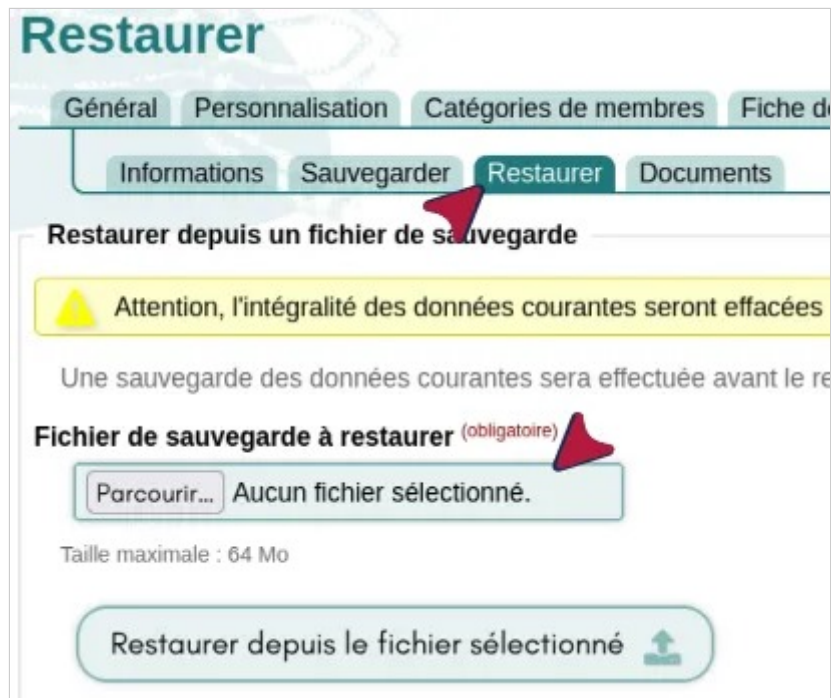 Restaurer
Général Personnalisation Catégories de membres Fiche de
Informations Sauvegarder Restaurer Documents
Restaurer depuis un fichier de sauvegarde
Attention, l'intégralité des données courantes seront effacées
Une sauvegarde des données courantes sera effectuée avant le re
Fichier de sauvegarde à restaurer (obligatoire)
Parcourir... Aucun fichier sélectionné.
Taille maximale : 64 Mo
Restaurer depuis le fichier sélectionné